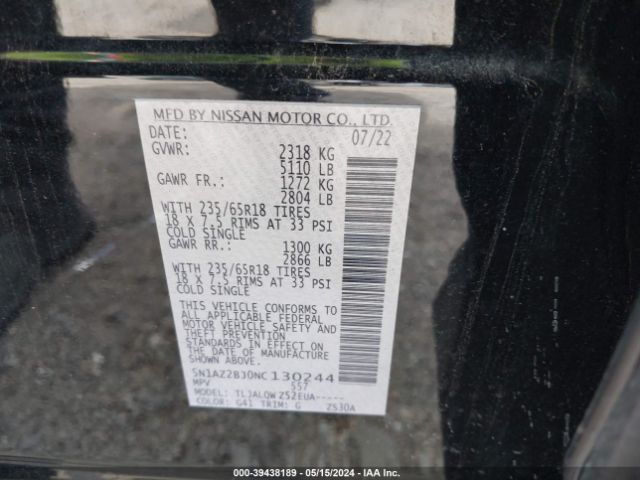 MFD BY NISSAN MOTOR CO., LTD.
DATE: 07/22
GVWR: 2318 KG
5110 LB
GAWR FR.: 1272 KG
2804 LB
WITH 235/65R18 TIRES
18 X 7.5 RIMS AT 33 PSI
COLD SINGLE
GAWR RR.: 1300 KG
2866 LB
WITH 235/65R18 TIRES
18 X 7.5 RIMS AT 33 PSI
COLD SINGLE
THIS VEHICLE CONFORMS TO
ALL APPLICABLE FEDERAL
MOTOR VEHICLE SAFETY AND
THEFT PREVENTION
STANDARDS IN EFFECT ON
THE DATE OF MANUFACTURE
SHOWN ABOVE.
5N1AZ2BJ0NC130244
MPV 557
TLJALQW Z52EUA-----
COLOR: G41 TRIM: G ZS30A
000-39438189 - 05/15/2024 - IAA Inc.